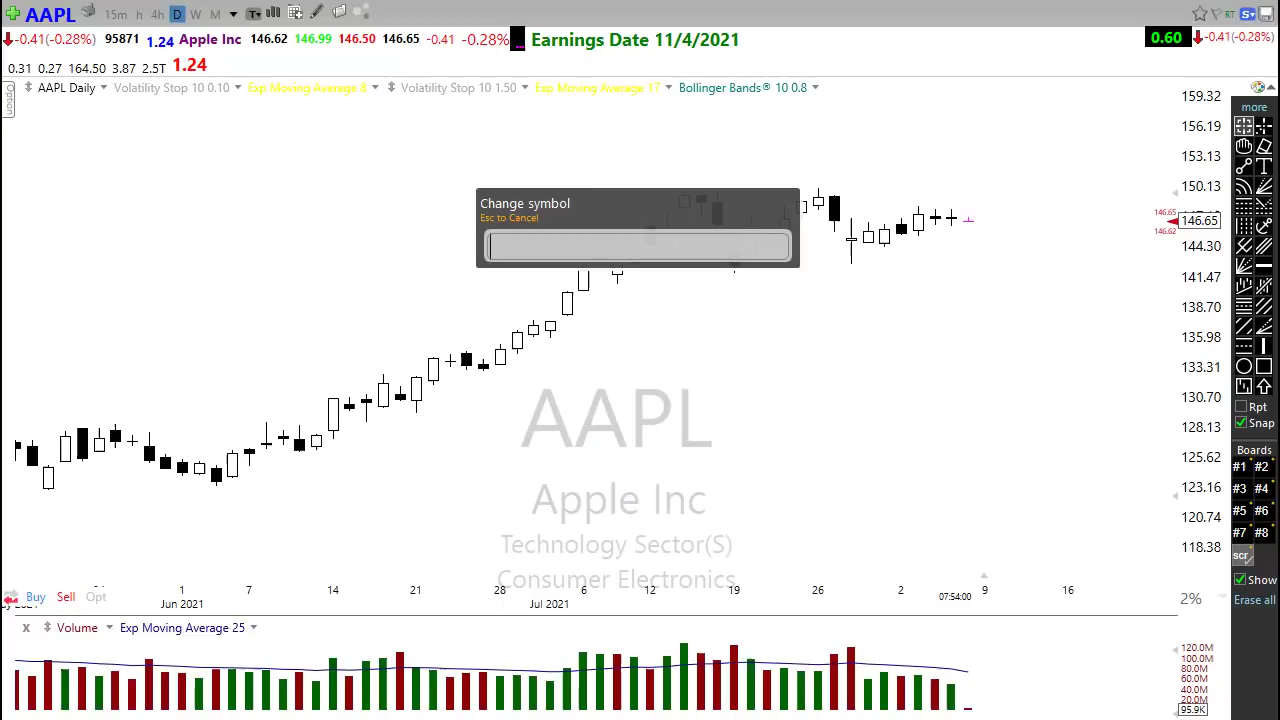 AAPL 15m h 4h D W M T RT S
-0.41(-0.28%) 95871 1.24 Apple Inc 146.62 146.99 146.50 146.65 -0.41 -0.28% Earnings Date 11/4/2021 0.60 -0.41(-0.28%)
0.31 0.27 164.50 3.87 2.5T 1.24
Option
AAPL Daily Volatility Stop 10 0.10 Exp Moving Average 8 Volatility Stop 10 1.50 Exp Moving Average 17 Bollinger Bands® 10 0.8
Change symbol
Esc to Cancel
AAPL
Apple Inc
Technology Sector(S)
Consumer Electronics
159.32
156.19
153.13
150.13
146.65
146.65
146.62
144.30
141.47
138.70
135.98
133.31
130.70
128.13
125.62
123.16
120.74
118.38
more
T
Rpt
Snap
Boards
#1 #2
#3 #4
#5 #6
#7 #8
scr
Show
Erase all
1 7 14 21 28 6 12 19 26 2 07:54:00 9 16
2021 Jun 2021 Jul 2021
Buy Sell Opt
2%
X Volume Exp Moving Average 25
120.0M
100.0M
80.0M
60.0M
40.0M
20.0M
95.9K